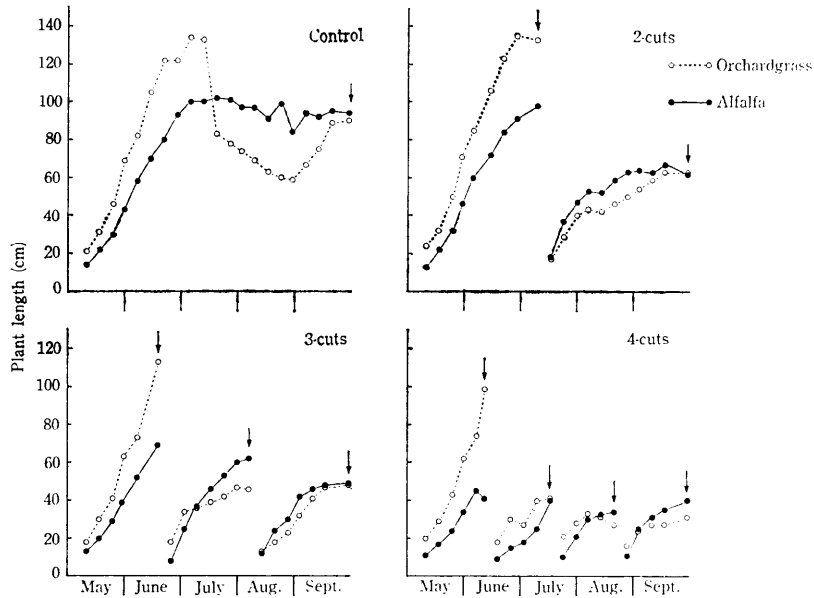 Plant length (cm)
Control
140
120
100
80
60
40
20
0
2-cuts
Orchardgrass
Alfalfa
3-cuts
120
100
80
60
40
20
0
May June July Aug. Sept.
4-cuts
May June July Aug. Sept.